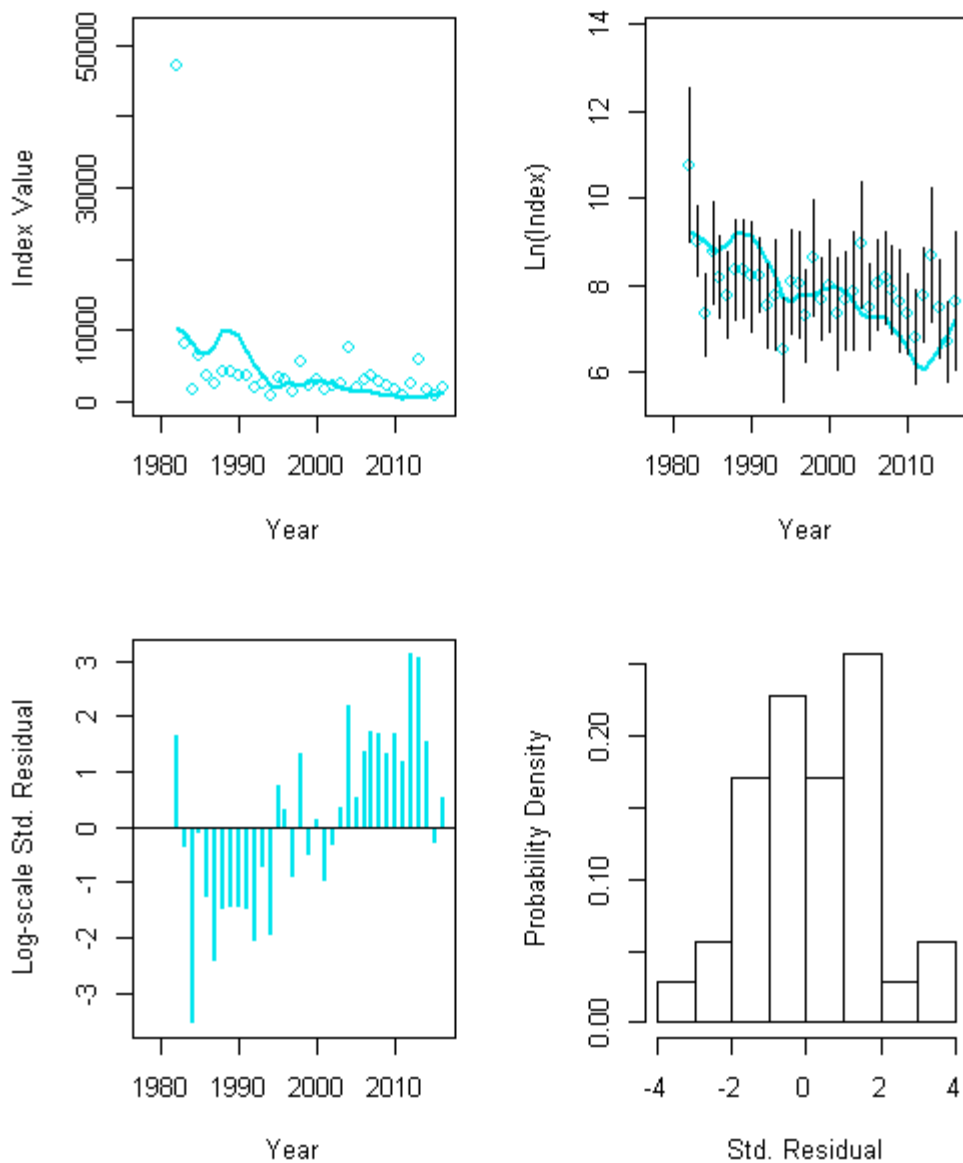 Index Value
50000
30000
10000
0
1980 1990 2000 2010
Year
Ln(Index)
14
12
10
8
6
1980 1990 2000 2010
Year
Log-scale Std. Residual
3
2
1
0
-1
-2
-3
1980 1990 2000 2010
Year
Probability Density
0.20
0.10
0.00
-4 -2 0 2 4
Std. Residual